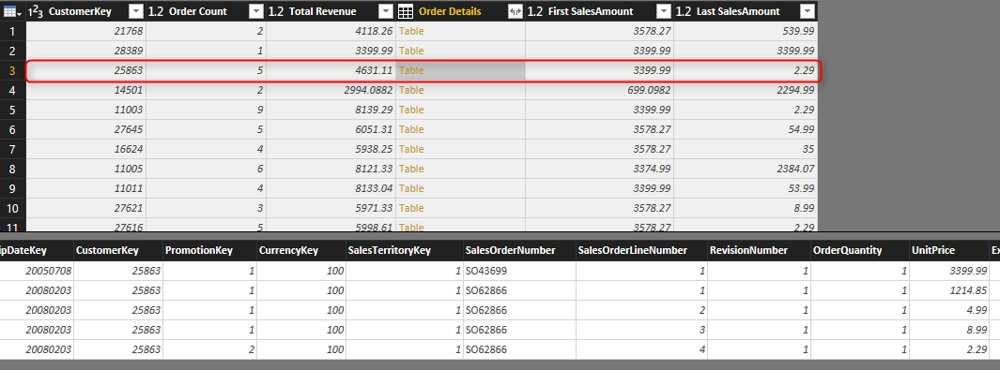 1²3 CustomerKey 1.2 Order Count 1.2 Total Revenue Order Details 1.2 First SalesAmount 1.2 Last SalesAmount
1 21768 2 4118.26 Table 3578.27 539.99
2 28389 1 3399.99 Table 3399.99 3399.99
3 25863 5 4631.11 Table 3399.99 2.29
4 14501 2 2994.0882 Table 699.0982 2294.99
5 11003 9 8139.29 Table 3399.99 2.29
6 27645 5 6051.31 Table 3578.27 54.99
7 16624 4 5938.25 Table 3578.27 35
8 11005 6 8121.33 Table 3374.99 2384.07
9 11011 4 8133.04 Table 3399.99 53.99
10 27621 3 5971.33 Table 3578.27 8.99
11 27616 5 5998.61 Table 3578.27 2.29
ipDateKey CustomerKey PromotionKey CurrencyKey SalesTerritoryKey SalesOrderNumber SalesOrderLineNumber RevisionNumber OrderQuantity UnitPrice Ex
20050708 25863 1 100 1 SO43699 1 1 1 3399.99
20080203 25863 1 100 1 SO62866 1 1 1 1214.85
20080203 25863 1 100 1 SO62866 2 1 1 4.99
20080203 25863 1 100 1 SO62866 3 1 1 8.99
20080203 25863 2 100 1 SO62866 4 1 1 2.29